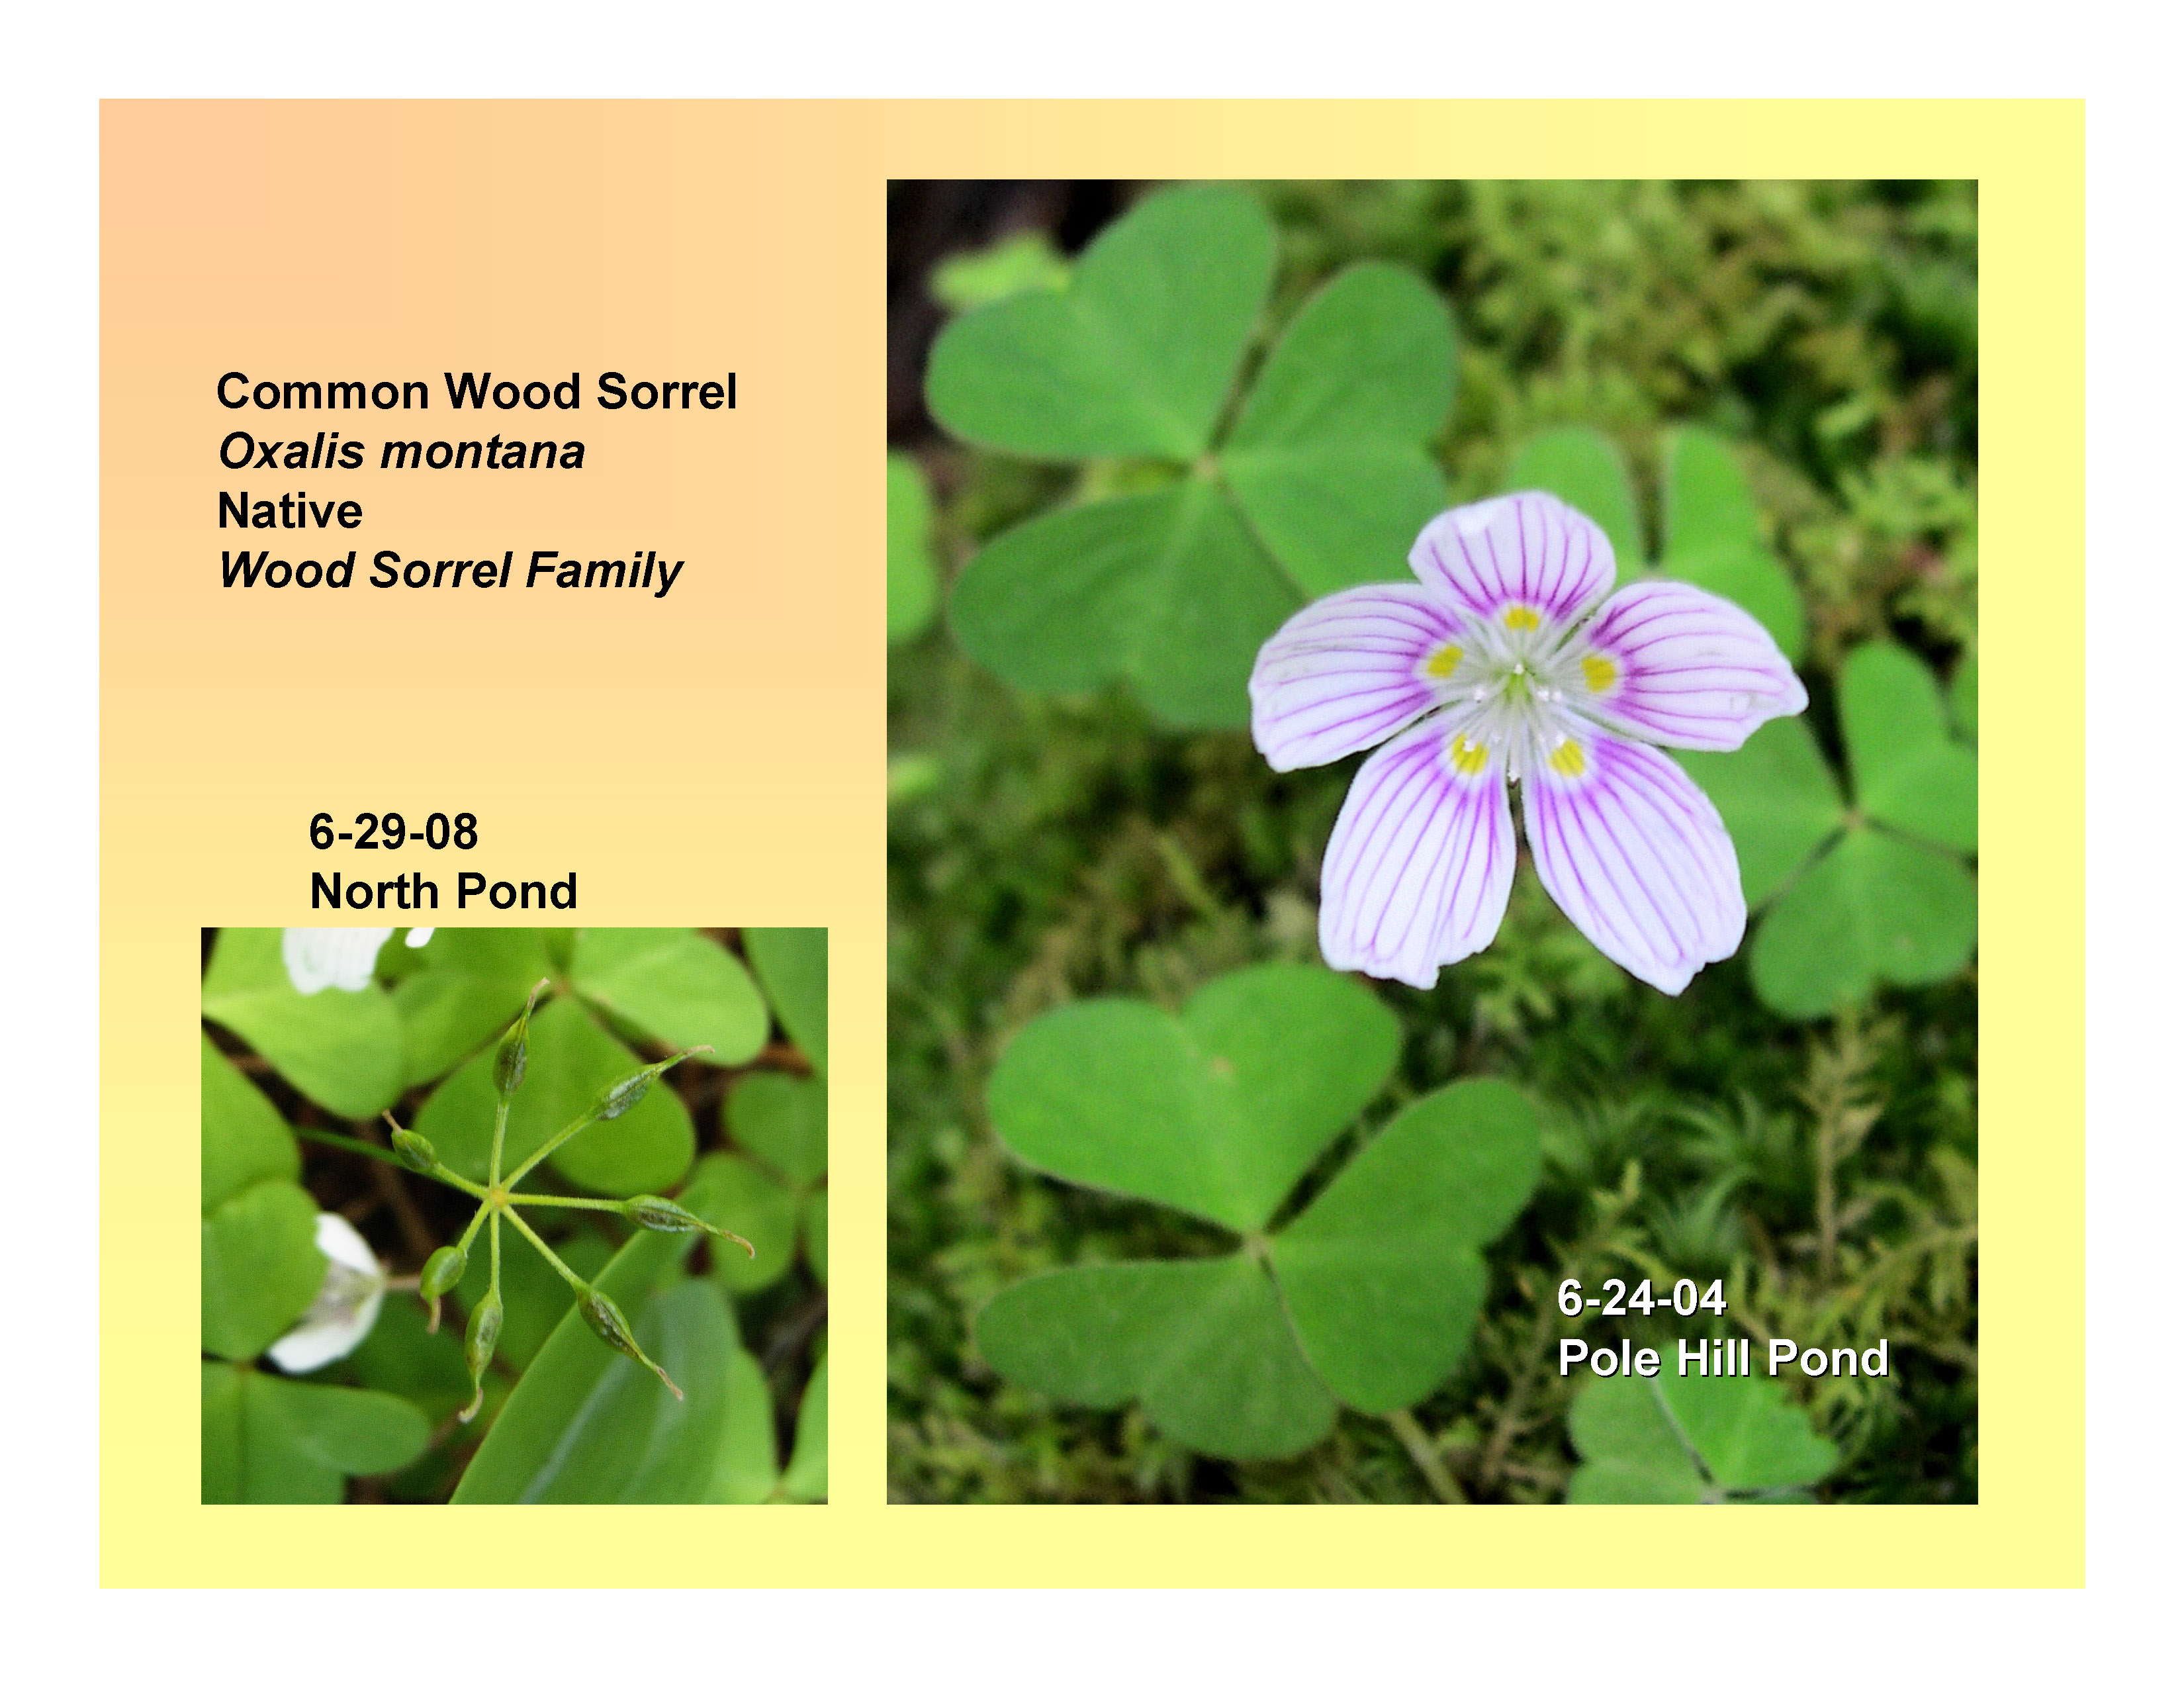 Common Wood Sorrel
Oxalis montana
Native
Wood Sorrel Family
6-29-08
North Pond
6-24-04
Pole Hill Pond